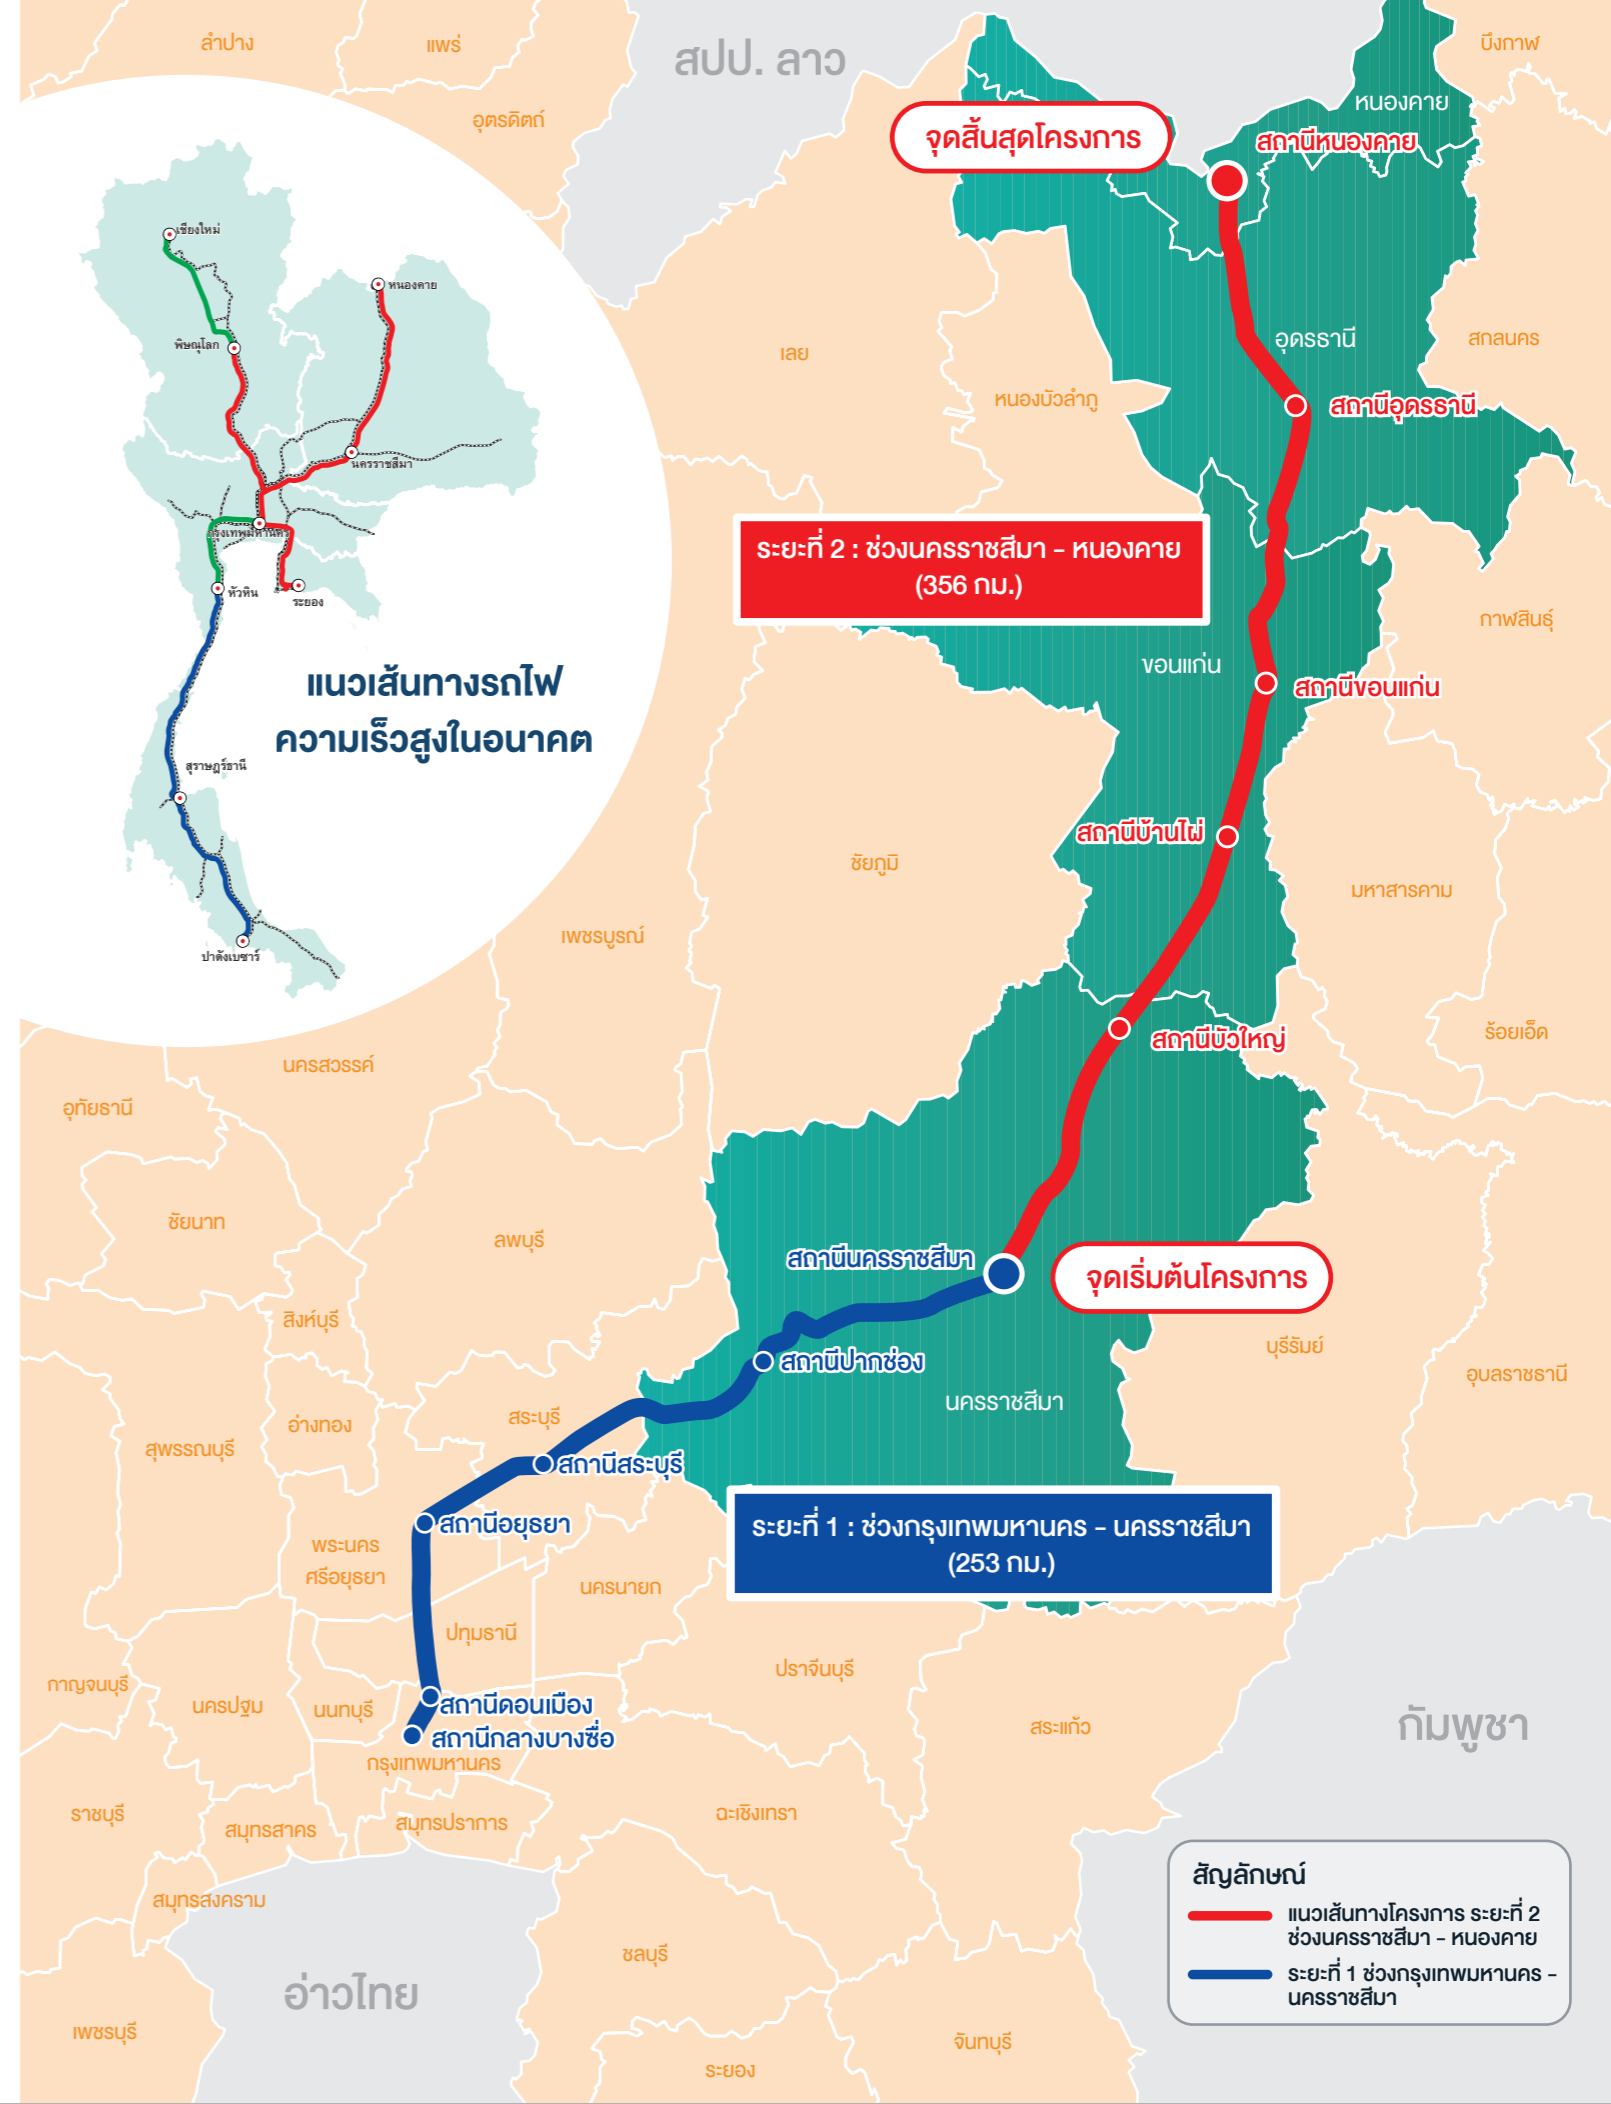 ลำปาง
แพร่
สปป. ลาว
บึงกาฬ
อุตรดิตถ์
หนองคาย
จุดสิ้นสุดโครงการ
สถานีหนองคาย
เชียงใหม่
หนองคาย
พิษณุโลก
เลย
อุดรธานี
สกลนคร
หนองบัวลำภู
สถานีอุดรธานี
นครราชสีมา
กรุงเทพมหานคร
หัวหิน
ระยอง
ระยะที่ 2 : ช่วงนครราชสีมา - หนองคาย
(356 กม.)
กาฬสินธุ์
ขอนแก่น
สถานีขอนแก่น
แนวเส้นทางรถไฟ
ความเร็วสูงในอนาคต
สุราษฎร์ธานี
สถานีบ้านไผ่
ชัยภูมิ
มหาสารคาม
เพชรบูรณ์
ปาดังเบซาร์
ร้อยเอ็ด
สถานีบัวใหญ่
นครสวรรค์
อุทัยธานี
ชัยนาท
ลพบุรี
สถานีนครราชสีมา
จุดเริ่มต้นโครงการ
สิงห์บุรี
บุรีรัมย์
สถานีปากช่อง
อุบลราชธานี
นครราชสีมา
สระบุรี
อ่างทอง
สุพรรณบุรี
สถานีสระบุรี
สถานีอยุธยา
ระยะที่ 1 : ช่วงกรุงเทพมหานคร - นครราชสีมา
(253 กม.)
พระนคร
ศรีอยุธยา
นครนายก
ปทุมธานี
ปราจีนบุรี
กาญจนบุรี
นครปฐม
นนทบุรี
สถานีดอนเมือง
สระแก้ว
กัมพูชา
สถานีกลางบางซื่อ
กรุงเทพมหานคร
ราชบุรี
สมุทรสาคร
สมุทรปราการ
ฉะเชิงเทรา
สมุทรสงคราม
สัญลักษณ์
แนวเส้นทางโครงการ ระยะที่ 2
ช่วงนครราชสีมา - หนองคาย
ระยะที่ 1 ช่วงกรุงเทพมหานคร -
นครราชสีมา
ชลบุรี
อ่าวไทย
เพชรบุรี
จันทบุรี
ระยอง